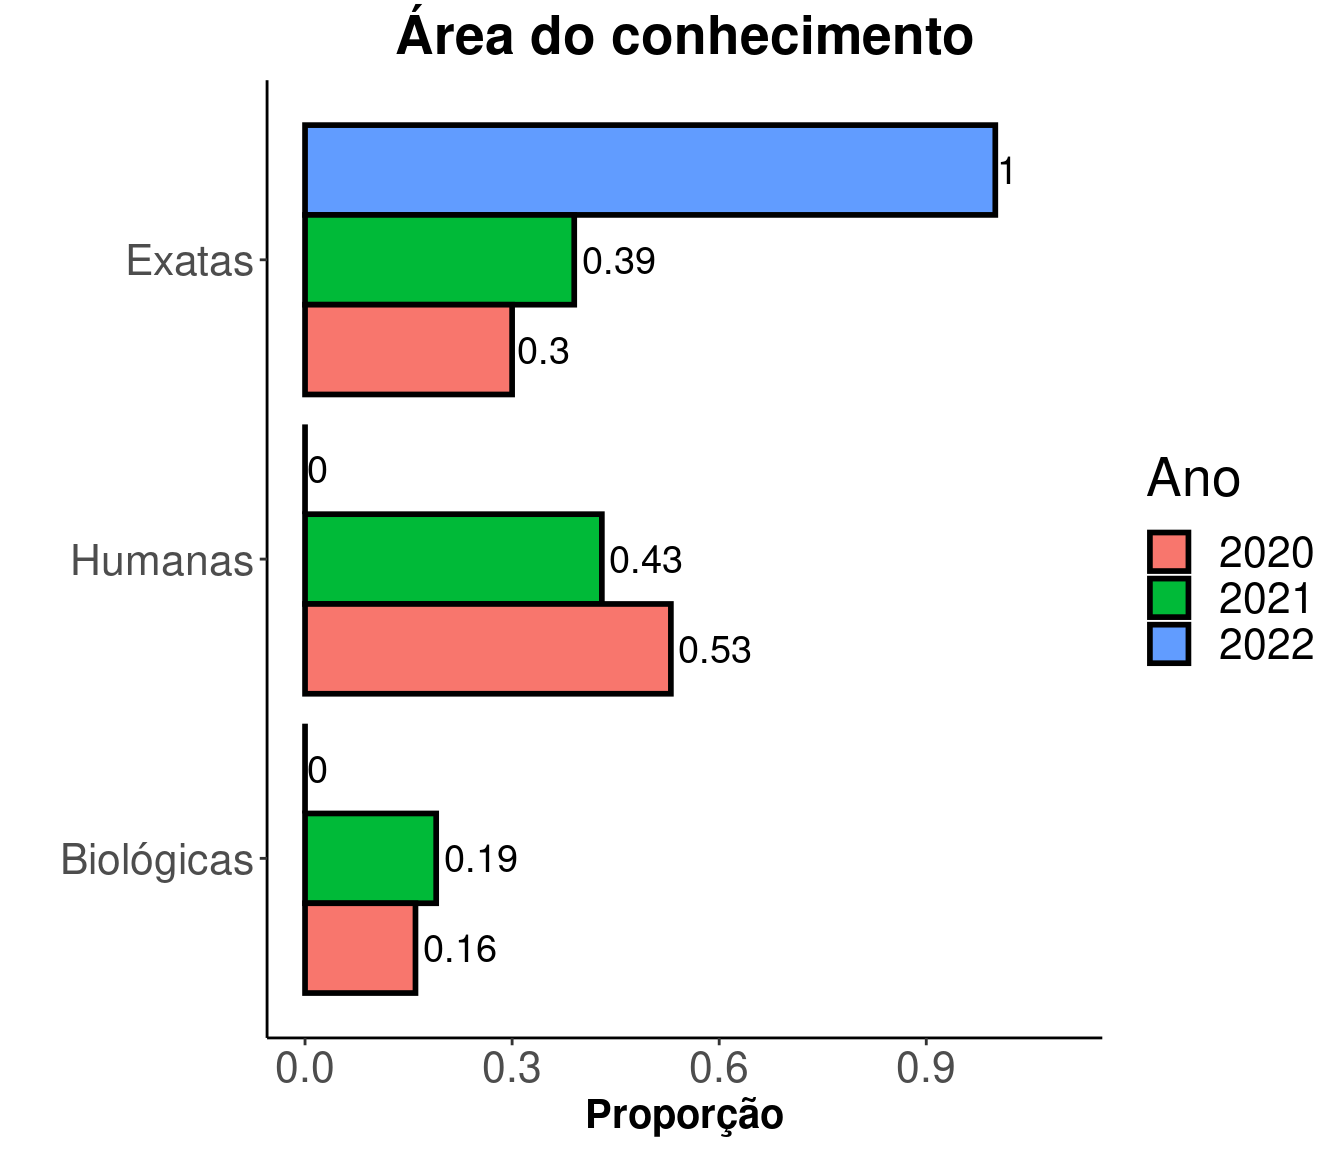 Área do conhecimento
Exatas
1
0.39
0.3
Humanas
0
0.43
0.53
Biológicas
0
0.19
0.16
0.0 0.3 0.6 0.9
Proporção
Ano
2020
2021
2022